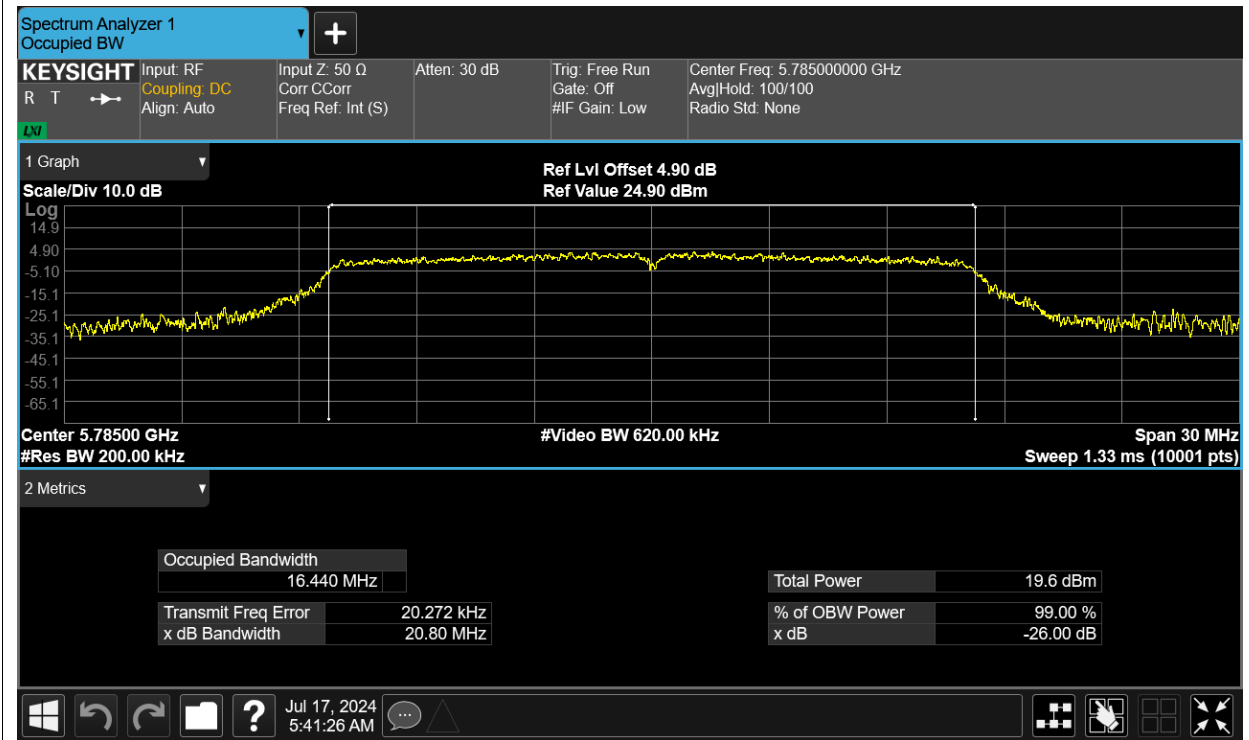 Spectrum Analyzer 1
Occupied BW
+
KEYSIGHT
R T
LXI
Input: RF
Coupling: DC
Align: Auto
Input Z: 50 Ω
Corr CCorr
Freq Ref: Int (S)
Atten: 30 dB
Trig: Free Run
Gate: Off
#IF Gain: Low
Center Freq: 5.785000000 GHz
Avg|Hold: 100/100
Radio Std: None
1 Graph
Scale/Div 10.0 dB
Ref Lvl Offset 4.90 dB
Ref Value 24.90 dBm
Log
14.9
4.90
-5.10
-15.1
-25.1
-35.1
-45.1
-55.1
-65.1
Center 5.78500 GHz
#Video BW 620.00 kHz
Span 30 MHz
#Res BW 200.00 kHz
Sweep 1.33 ms (10001 pts)
2 Metrics
Occupied Bandwidth
16.440 MHz
Total Power 19.6 dBm
Transmit Freq Error 20.272 kHz
% of OBW Power 99.00 %
x dB Bandwidth 20.80 MHz
x dB -26.00 dB
?
Jul 17, 2024
5:41:26 AM